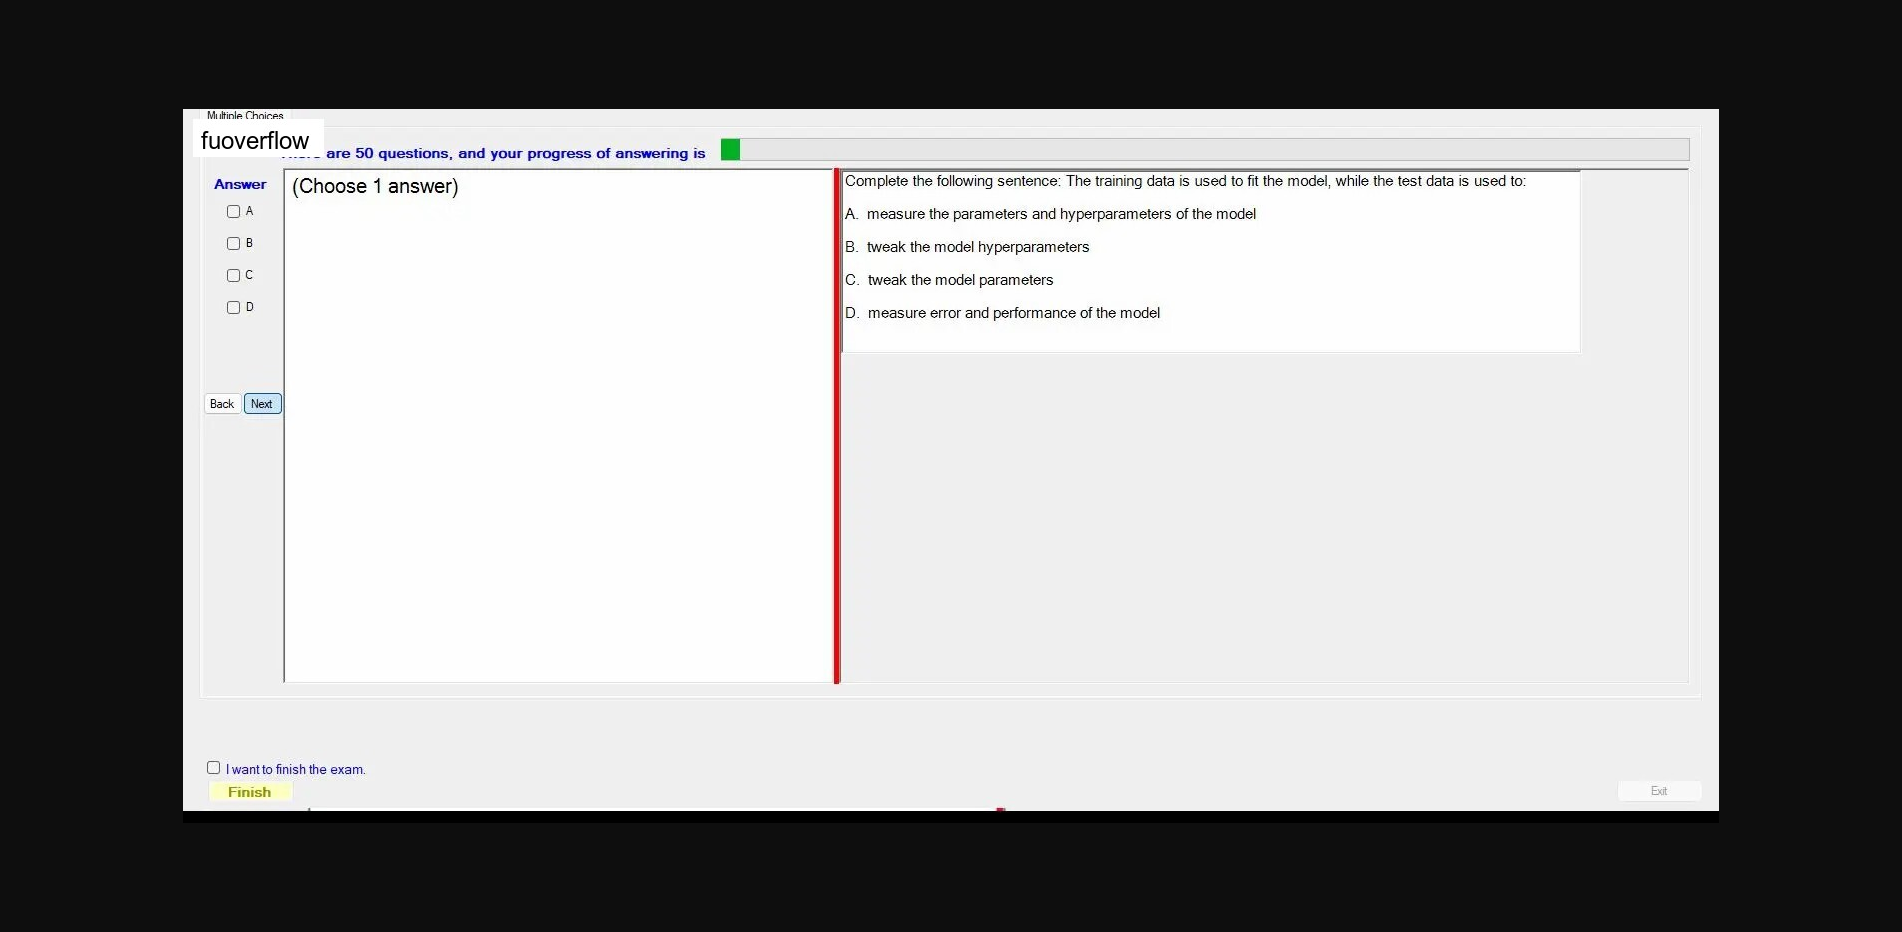 Multiple Choices
fuoverflow
are 50 questions, and your progress of answering is
Answer
A
B
C
D
Back Next
(Choose 1 answer)
Complete the following sentence: The training data is used to fit the model, while the test data is used to:
A. measure the parameters and hyperparameters of the model
B. tweak the model hyperparameters
C. tweak the model parameters
D. measure error and performance of the model
I want to finish the exam.
Finish
Exit